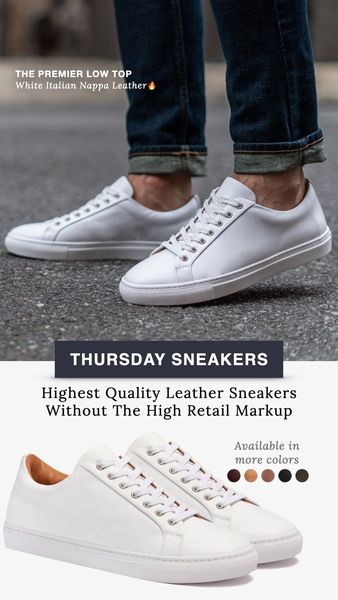 THE PREMIER LOW TOP
White Italian Nappa Leather🔥
THURSDAY SNEAKERS
Highest Quality Leather Sneakers
Without The High Retail Markup
Available in
more colors